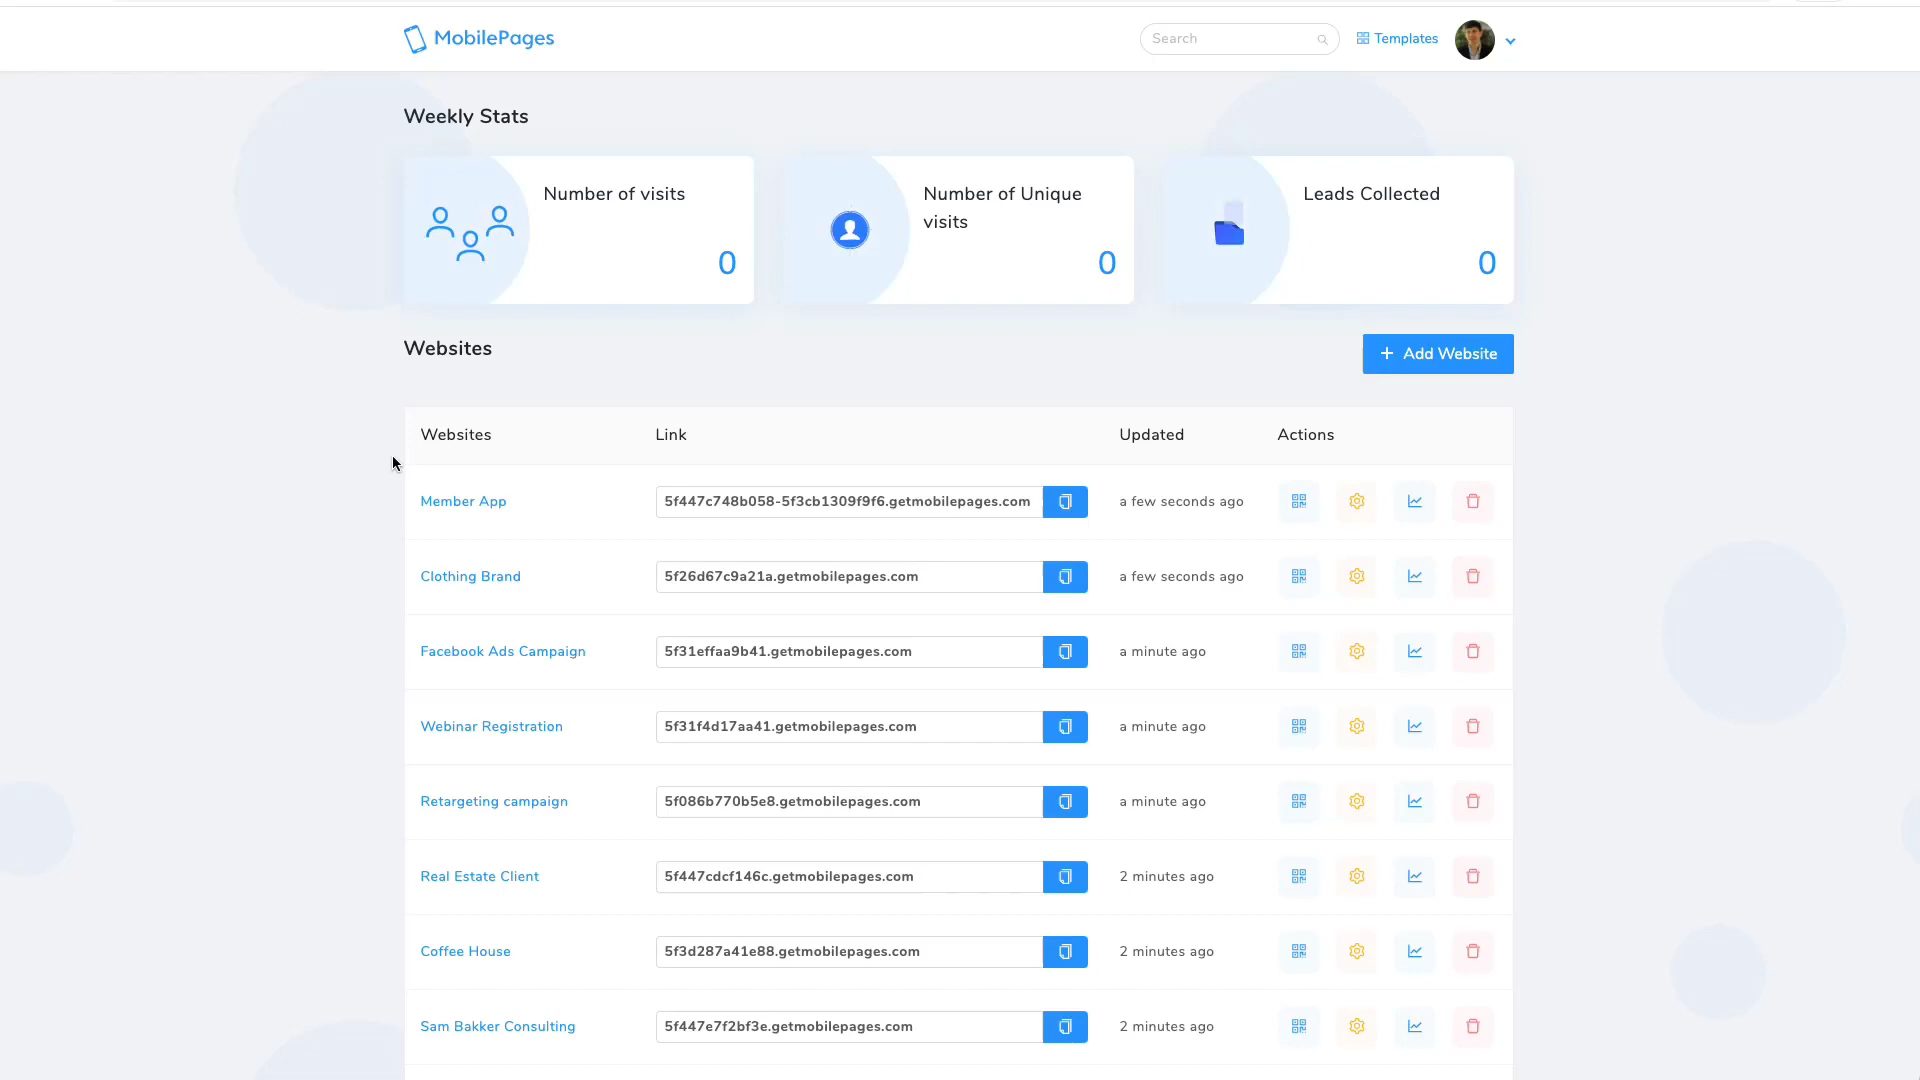 MobilePages
Search
Templates
Weekly Stats
Number of visits
0
Number of Unique
visits
0
Leads Collected
0
Websites
+ Add Website
Websites Link Updated Actions
Member App 5f447c748b058-5f3cb1309f9f6.getmobilepages.com a few seconds ago
Clothing Brand 5f26d67c9a21a.getmobilepages.com a few seconds ago
Facebook Ads Campaign 5f31effaa9b41.getmobilepages.com a minute ago
Webinar Registration 5f31f4d17aa41.getmobilepages.com a minute ago
Retargeting campaign 5f086b770b5e8.getmobilepages.com a minute ago
Real Estate Client 5f447cdcf146c.getmobilepages.com 2 minutes ago
Coffee House 5f3d287a41e88.getmobilepages.com 2 minutes ago
Sam Bakker Consulting 5f447e7f2bf3e.getmobilepages.com 2 minutes ago